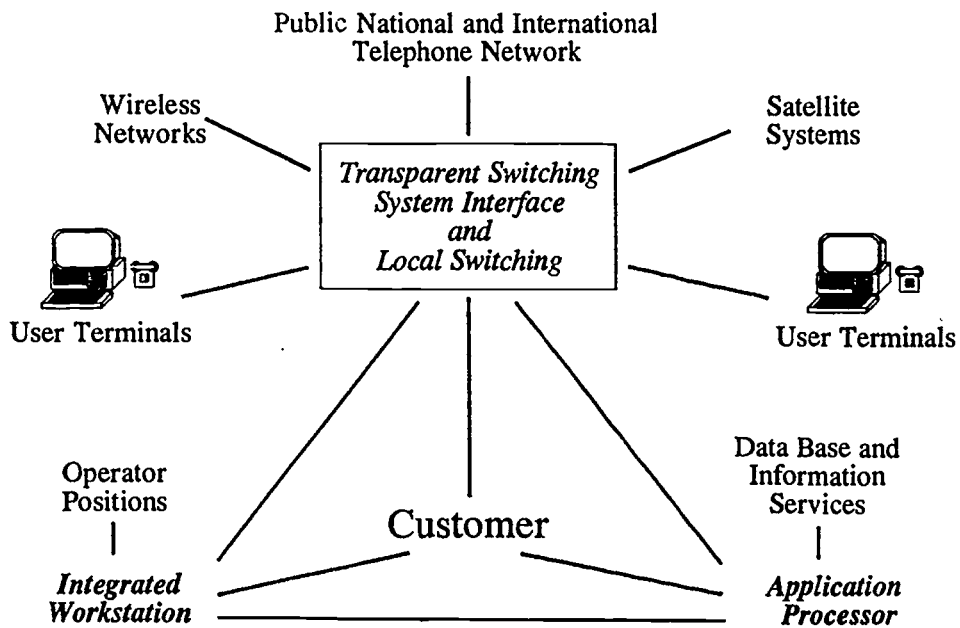 Public National and International
Telephone Network
Wireless
Networks
Satellite
Systems
Transparent Switching
System Interface
and
Local Switching
User Terminals
User Terminals
Operator
Positions
Data Base and
Information
Services
Customer
Integrated
Workstation
Application
Processor